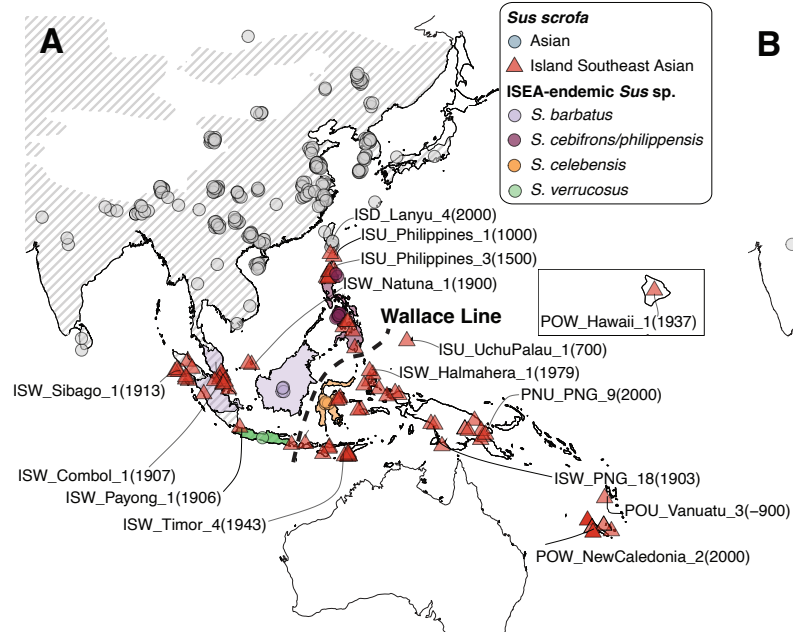 A
B
Sus scrofa
Asian
Island Southeast Asian
ISEA-endemic Sus sp.
S. barbatus
S. cebifrons/philippensis
S. celebensis
S. verrucosus
ISD_Lanyu_4(2000)
ISU_Philippines_1(1000)
ISU_Philippines_3(1500)
ISW_Natuna_1(1900)
Wallace Line
POW_Hawaii_1(1937)
ISU_UchuPalau_1(700)
ISW_Halmahera_1(1979)
ISW_Sibago_1(1913)
PNU_PNG_9(2000)
ISW_Combol_1(1907)
ISW_PNG_18(1903)
ISW_Payong_1(1906)
POU_Vanuatu_3(−900)
ISW_Timor_4(1943)
POW_NewCaledonia_2(2000)